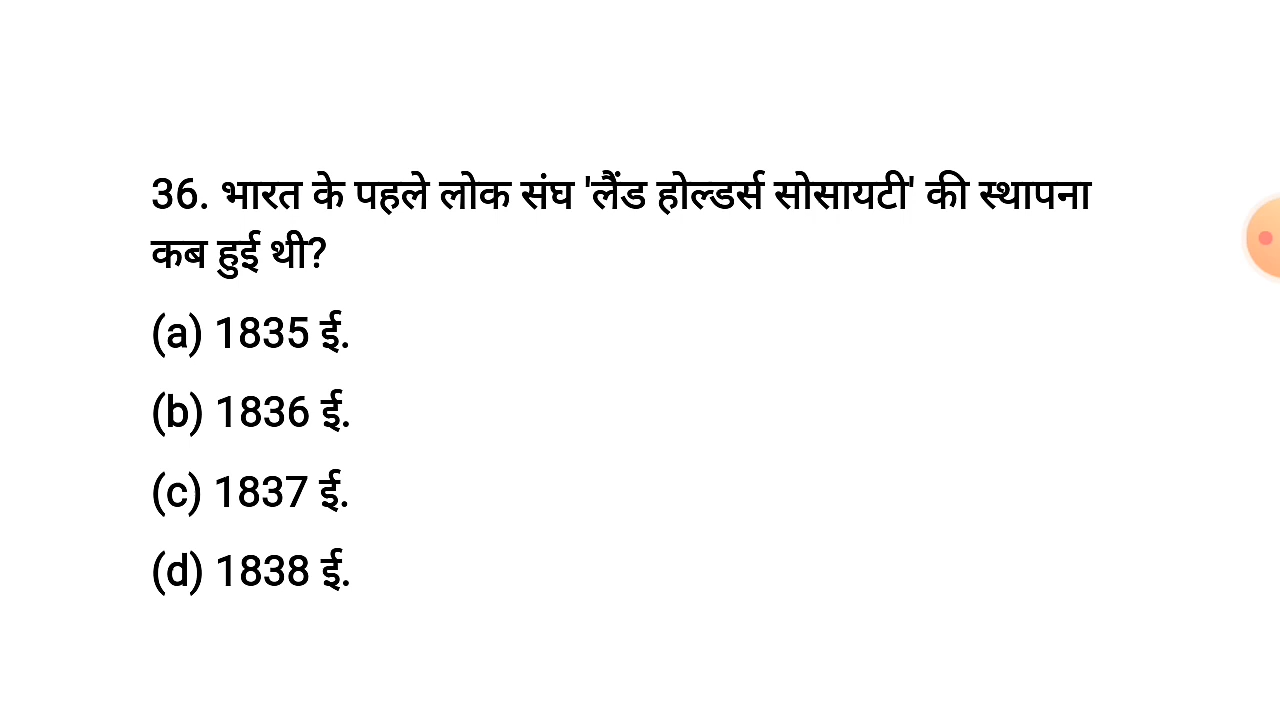 36. भारत के पहले लोक संघ 'लैंड होल्डर्स सोसायटी' की स्थापना
कब हुई थी?
(a) 1835 ई.
(b) 1836 ई.
(c) 1837 ई.
(d) 1838 ई.